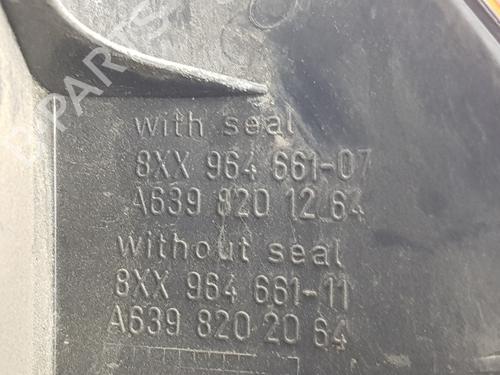 with seal
8XX 964 661-07
A639 820 12 64
without seal
8XX 964 661-11
A639 820 20 64